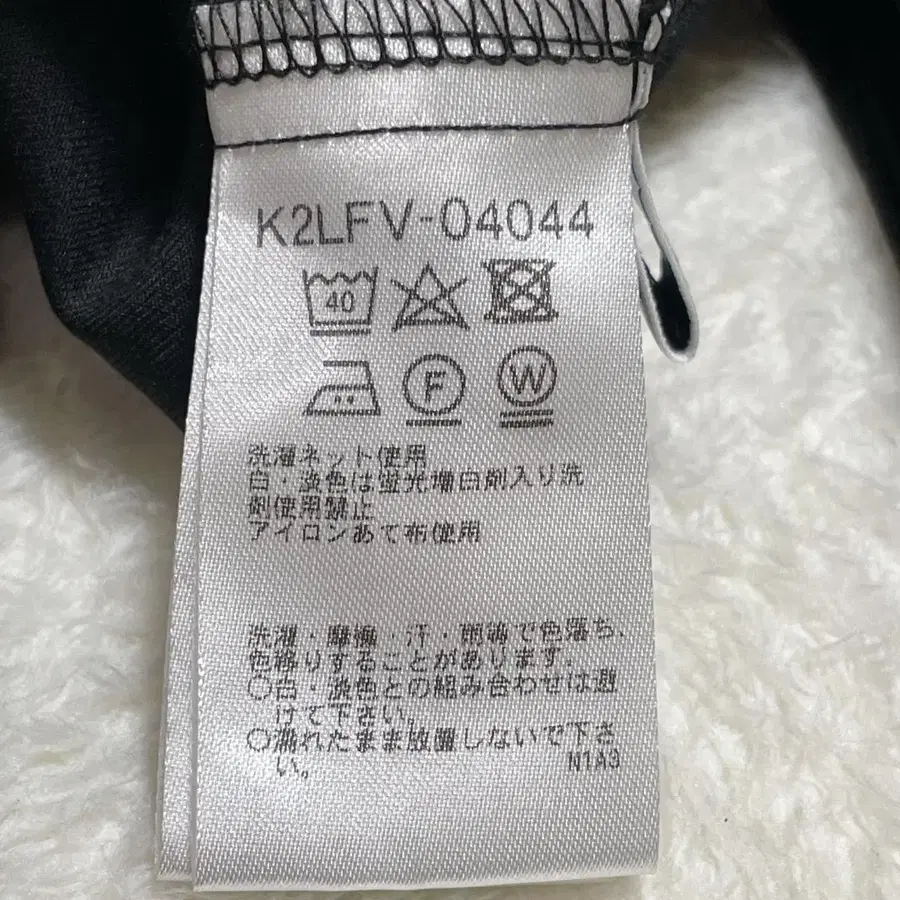 K2LFV-04044
40
F W
洗濯ネット使用
白・淡色は蛍光増白剤入り洗
剤使用禁止
アイロンあて布使用
洗濯・摩擦・汗・雨等で色落ち、
色移りすることがあります。
○白・淡色との組み合わせは避
けて下さい。
○濡れたまま放置しないで下さ
い。
N1A3